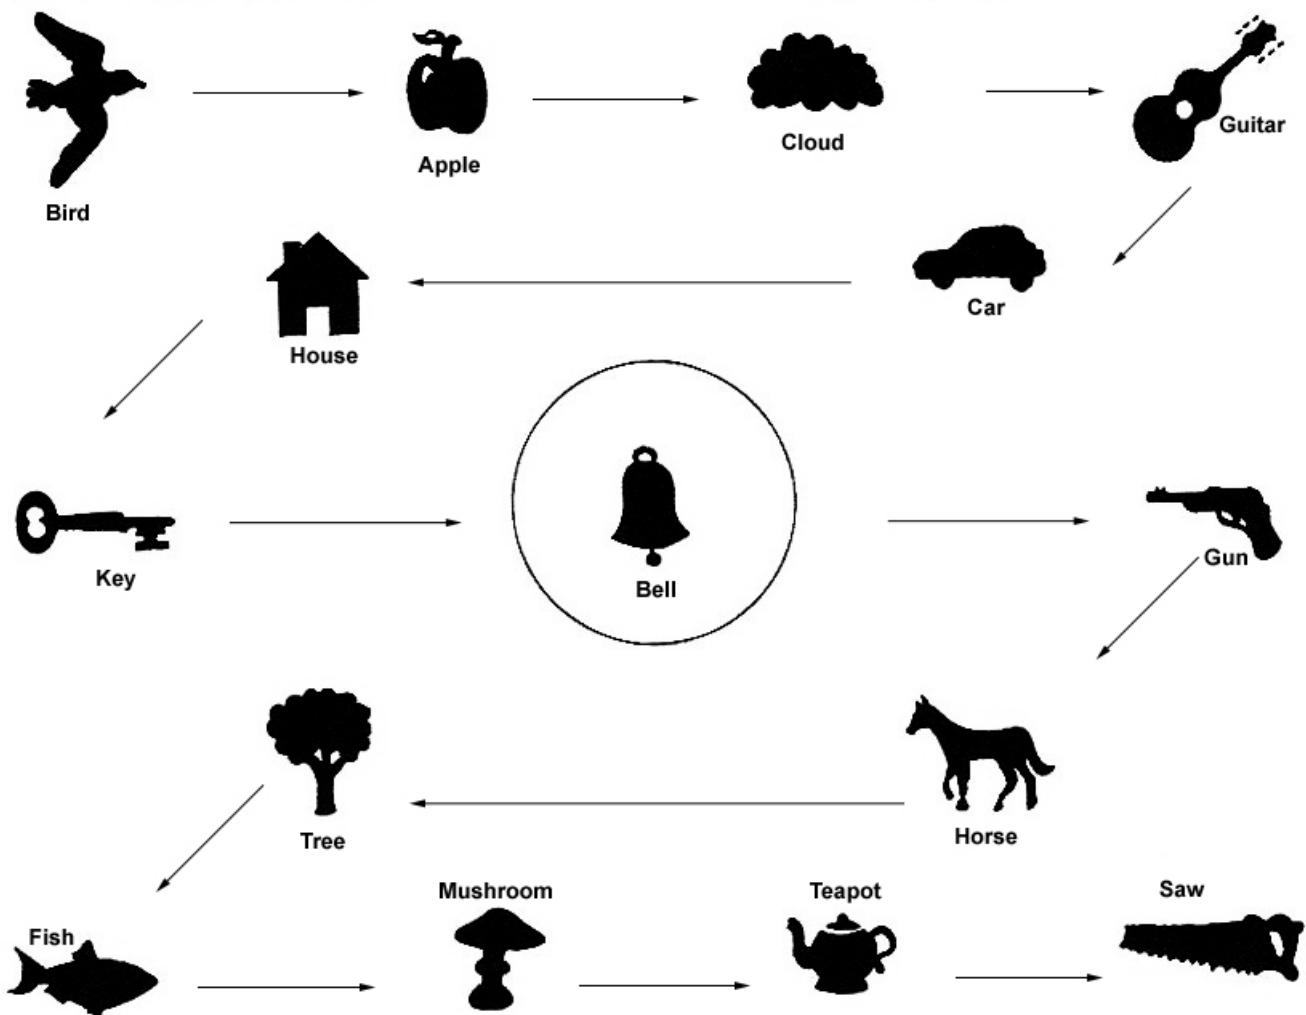 Bird
Apple
Cloud
Guitar
Car
House
Key
Bell
Gun
Horse
Tree
Fish
Mushroom
Teapot
Saw